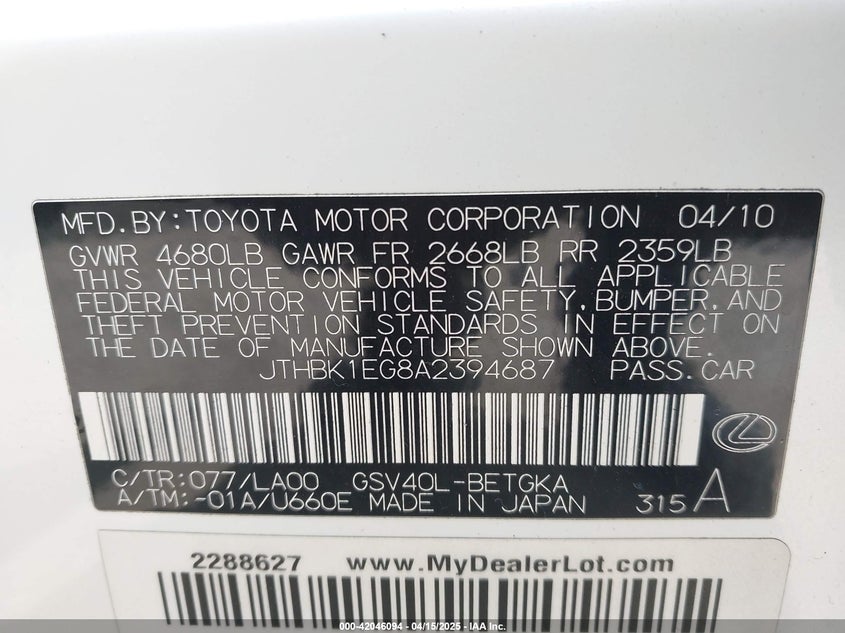 MFD.BY:TOYOTA MOTOR CORPORATION 04/10
GVWR 4680LB GAWR FR 2668LB RR 2359LB
THIS VEHICLE CONFORMS TO ALL APPLICABLE
FEDERAL MOTOR VEHICLE SAFETY,BUMPER,AND
THEFT PREVENTION STANDARDS IN EFFECT ON
THE DATE OF MANUFACTURE SHOWN ABOVE.
JTHBK1EG8A2394687 PASS.CAR
C/TR:077/LA00 GSV40L-BETGKA
A/TM:-01A/U660E MADE IN JAPAN 315A
2288627 www.MyDealerLot.com
000-42046094 - 04/15/2025 - IAA Inc.